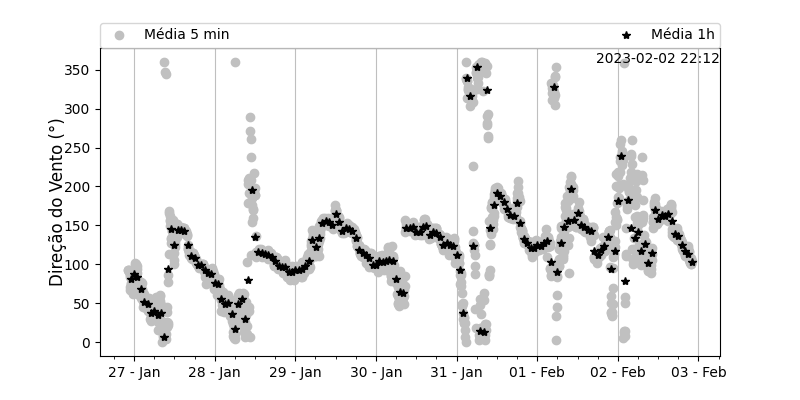 Média 5 min
Média 1h
2023-02-02 22:12
Direção do Vento (°)
350
300
250
200
150
100
50
0
27 - Jan
28 - Jan
29 - Jan
30 - Jan
31 - Jan
01 - Feb
02 - Feb
03 - Feb